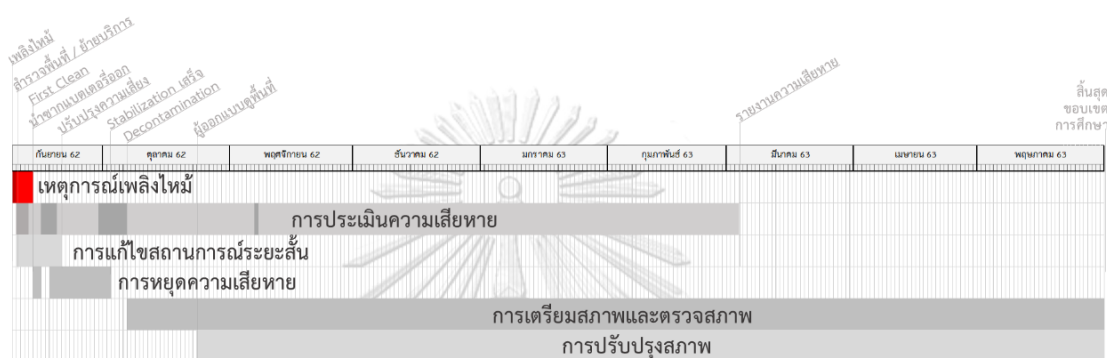 เพลิงไหม้
สำรวจพื้นที่ / ย้ายบริการ
First Clean
นำซากแบตเตอรี่ออก
ปรับปรุงความเสี่ยง
Stabilization เสร็จ
Decontamination
ผู้ออกแบบดูพื้นที่
รายงานความเสียหาย
สิ้นสุด
ขอบเขต
การศึกษา
กันยายน 62 ตุลาคม 62 พฤศจิกายน 62 ธันวาคม 62 มกราคม 63 กุมภาพันธ์ 63 มีนาคม 63 เมษายน 63 พฤษภาคม 63
เหตุการณ์เพลิงไหม้
การประเมินความเสียหาย
การแก้ไขสถานการณ์ระยะสั้น
การหยุดความเสียหาย
การเตรียมสภาพและตรวจสภาพ
การปรับปรุงสภาพ